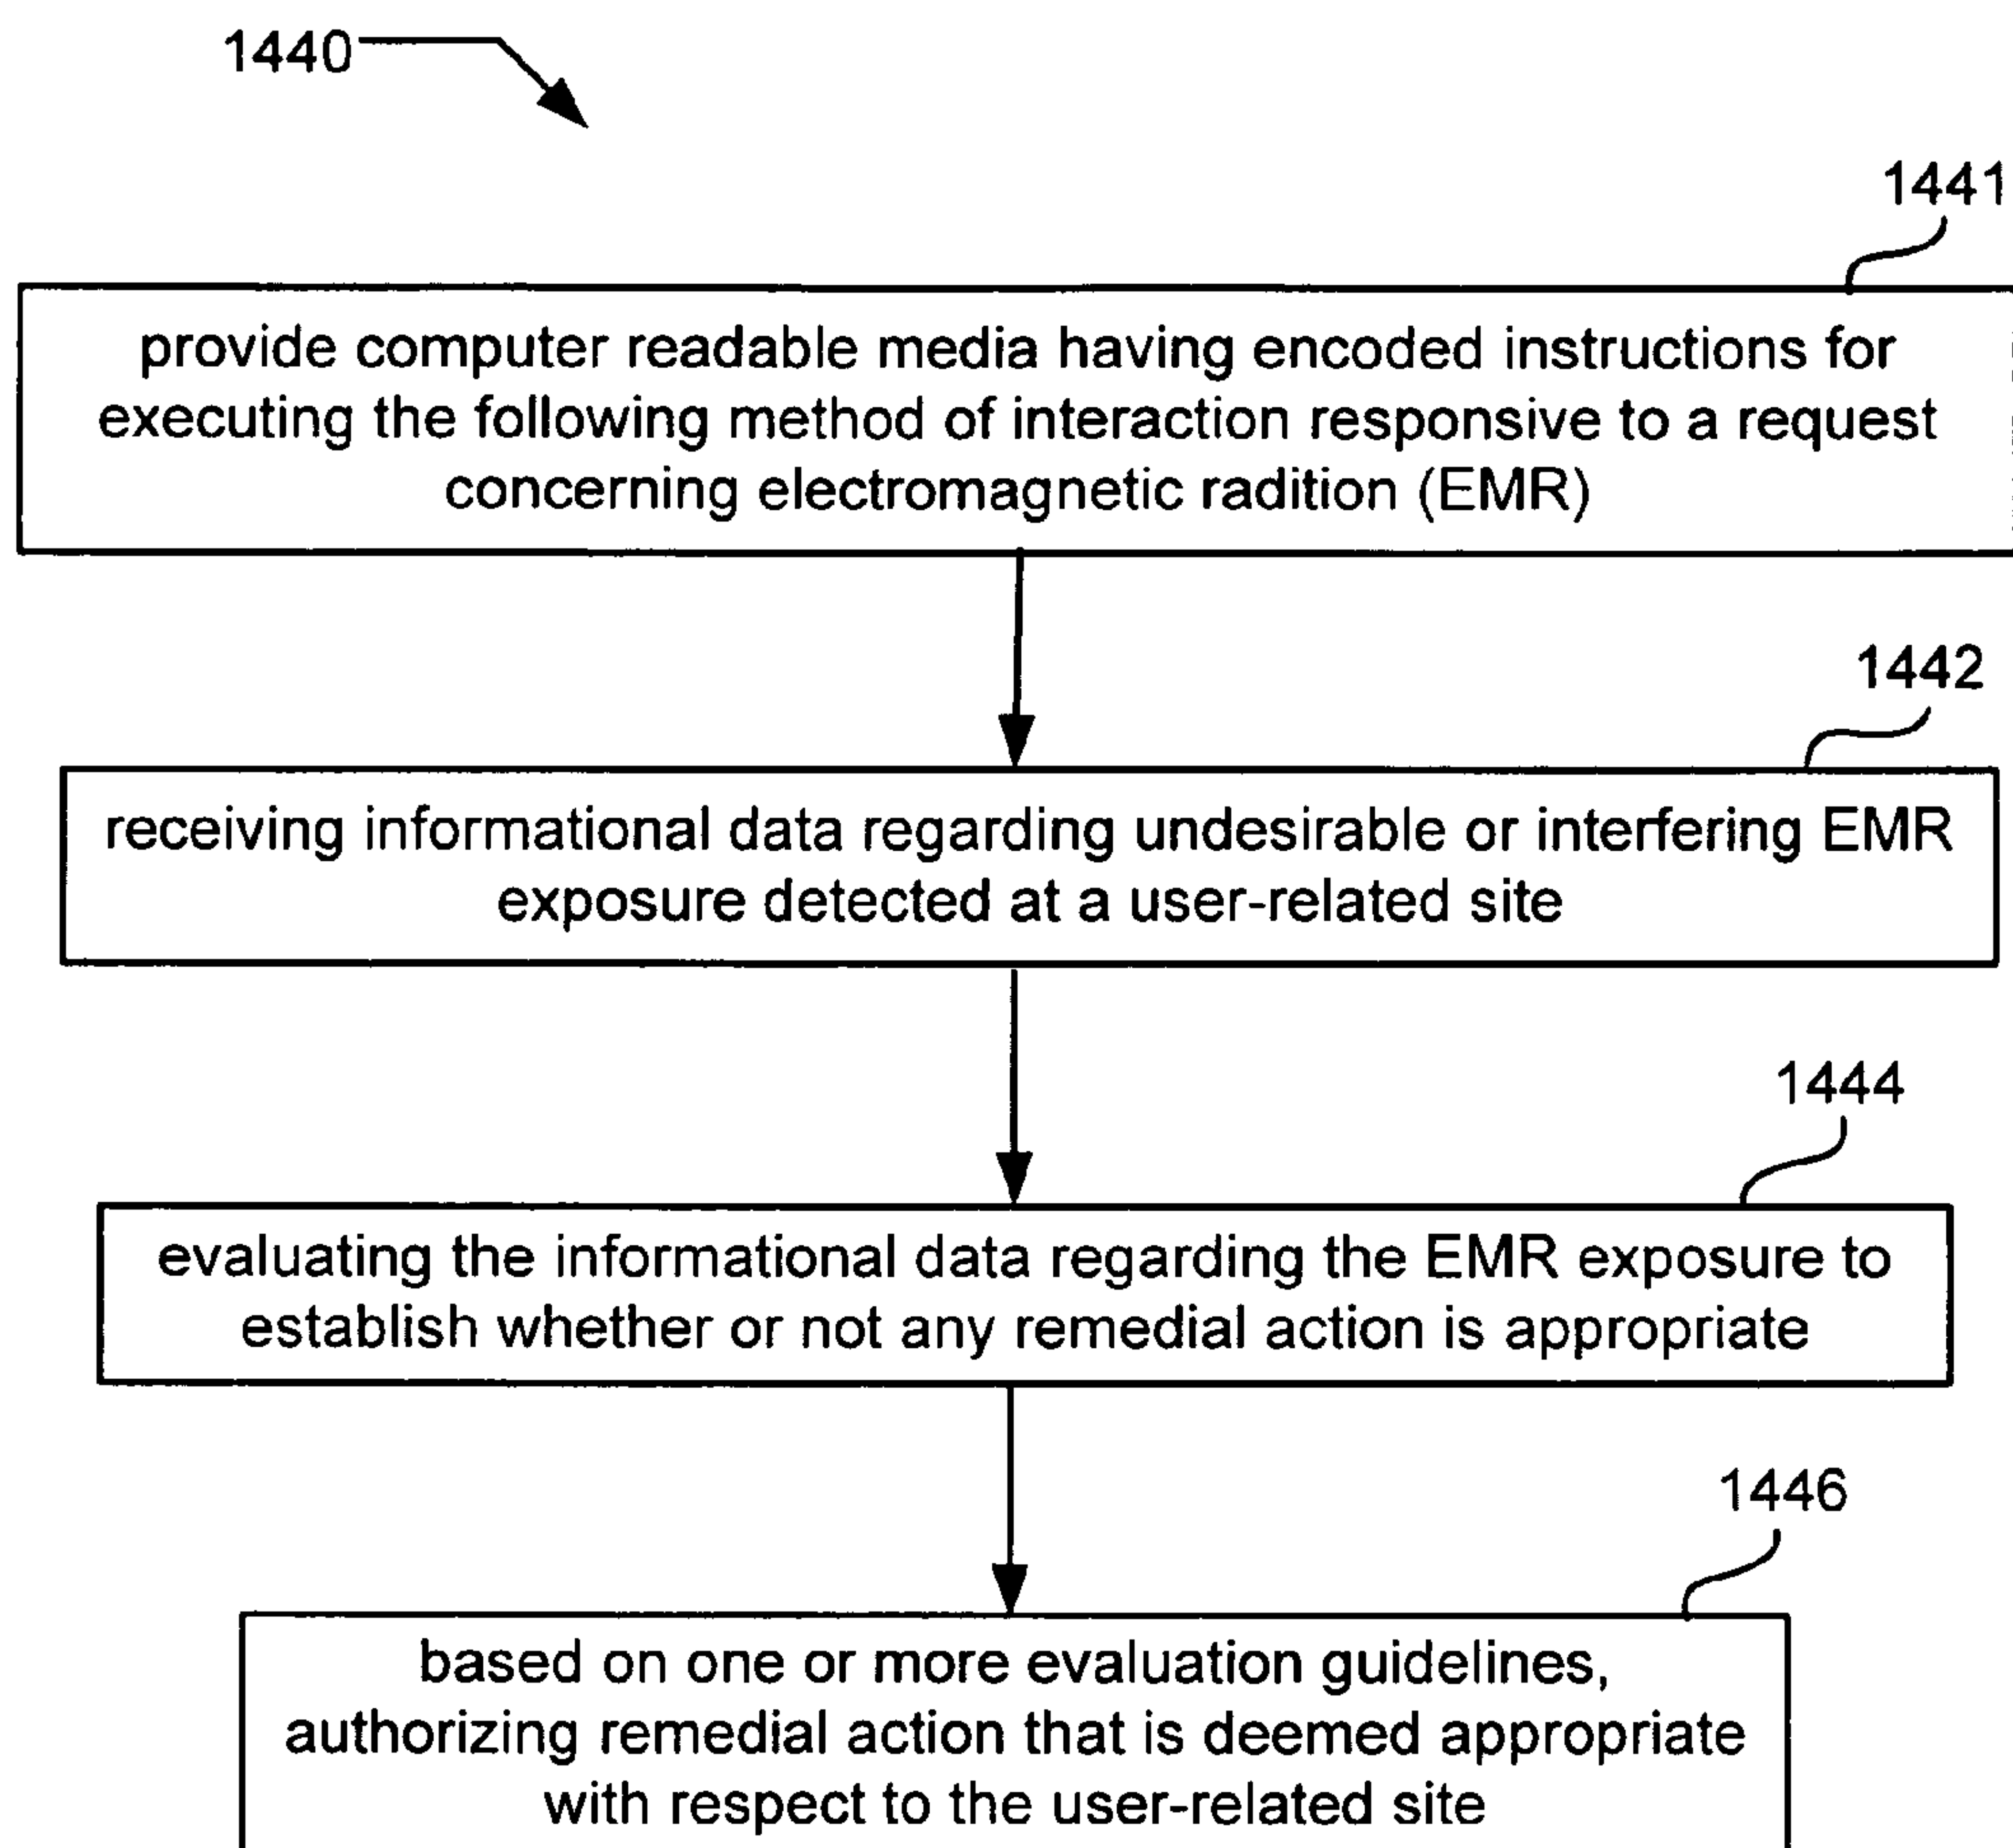 1440
1441
provide computer readable media having encoded instructions for
executing the following method of interaction responsive to a request
concerning electromagnetic radition (EMR)
1442
receiving informational data regarding undesirable or interfering EMR
exposure detected at a user-related site
1444
evaluating the informational data regarding the EMR exposure to
establish whether or not any remedial action is appropriate
1446
based on one or more evaluation guidelines,
authorizing remedial action that is deemed appropriate
with respect to the user-related site